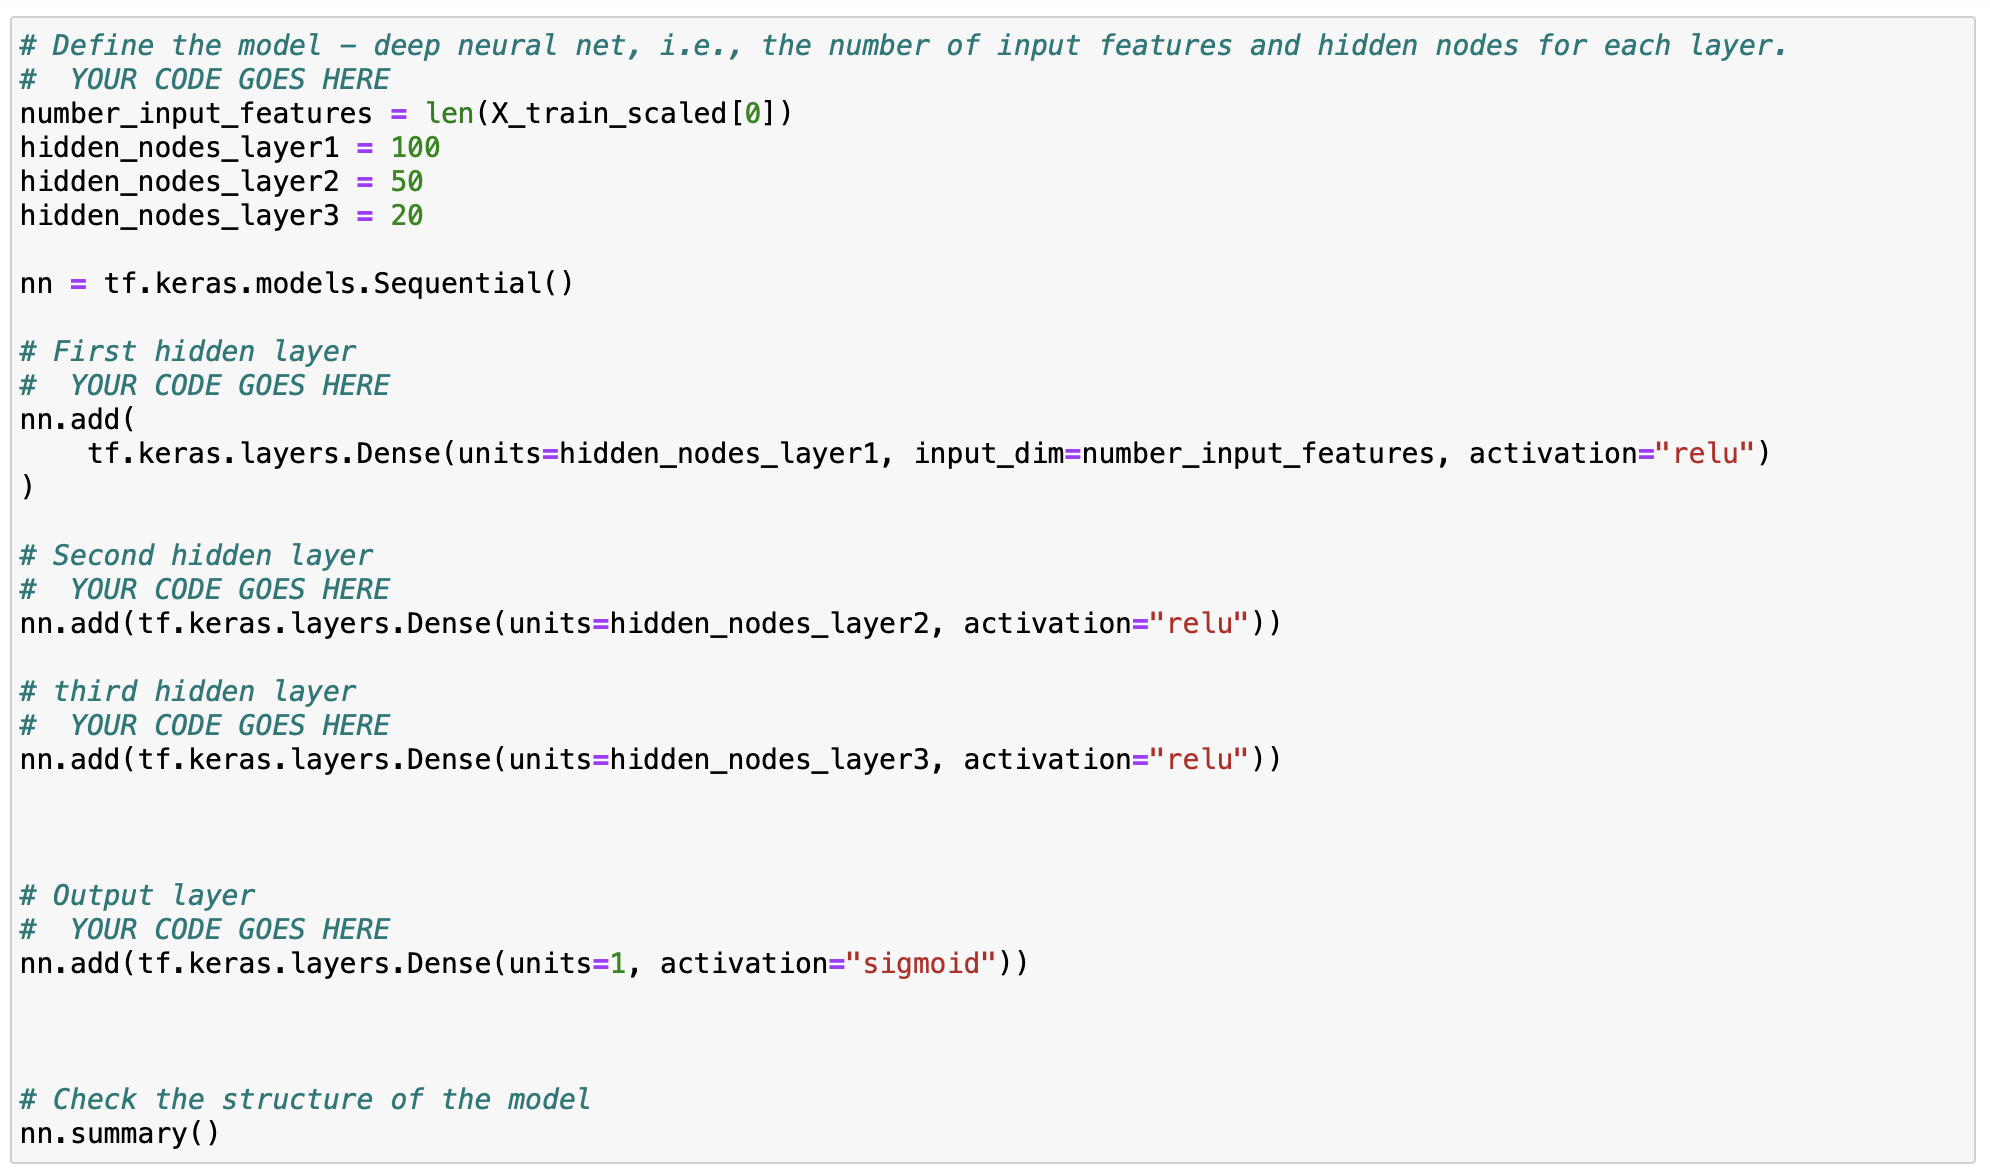 # Define the model – deep neural net, i.e., the number of input features and hidden nodes for each layer.
#  YOUR CODE GOES HERE
number_input_features = len(X_train_scaled[0])
hidden_nodes_layer1 = 100
hidden_nodes_layer2 = 50
hidden_nodes_layer3 = 20

nn = tf.keras.models.Sequential()

# First hidden layer
#  YOUR CODE GOES HERE
nn.add(
    tf.keras.layers.Dense(units=hidden_nodes_layer1, input_dim=number_input_features, activation="relu")
)

# Second hidden layer
#  YOUR CODE GOES HERE
nn.add(tf.keras.layers.Dense(units=hidden_nodes_layer2, activation="relu"))

# third hidden layer
#  YOUR CODE GOES HERE
nn.add(tf.keras.layers.Dense(units=hidden_nodes_layer3, activation="relu"))

# Output layer
#  YOUR CODE GOES HERE
nn.add(tf.keras.layers.Dense(units=1, activation="sigmoid"))

# Check the structure of the model
nn.summary()